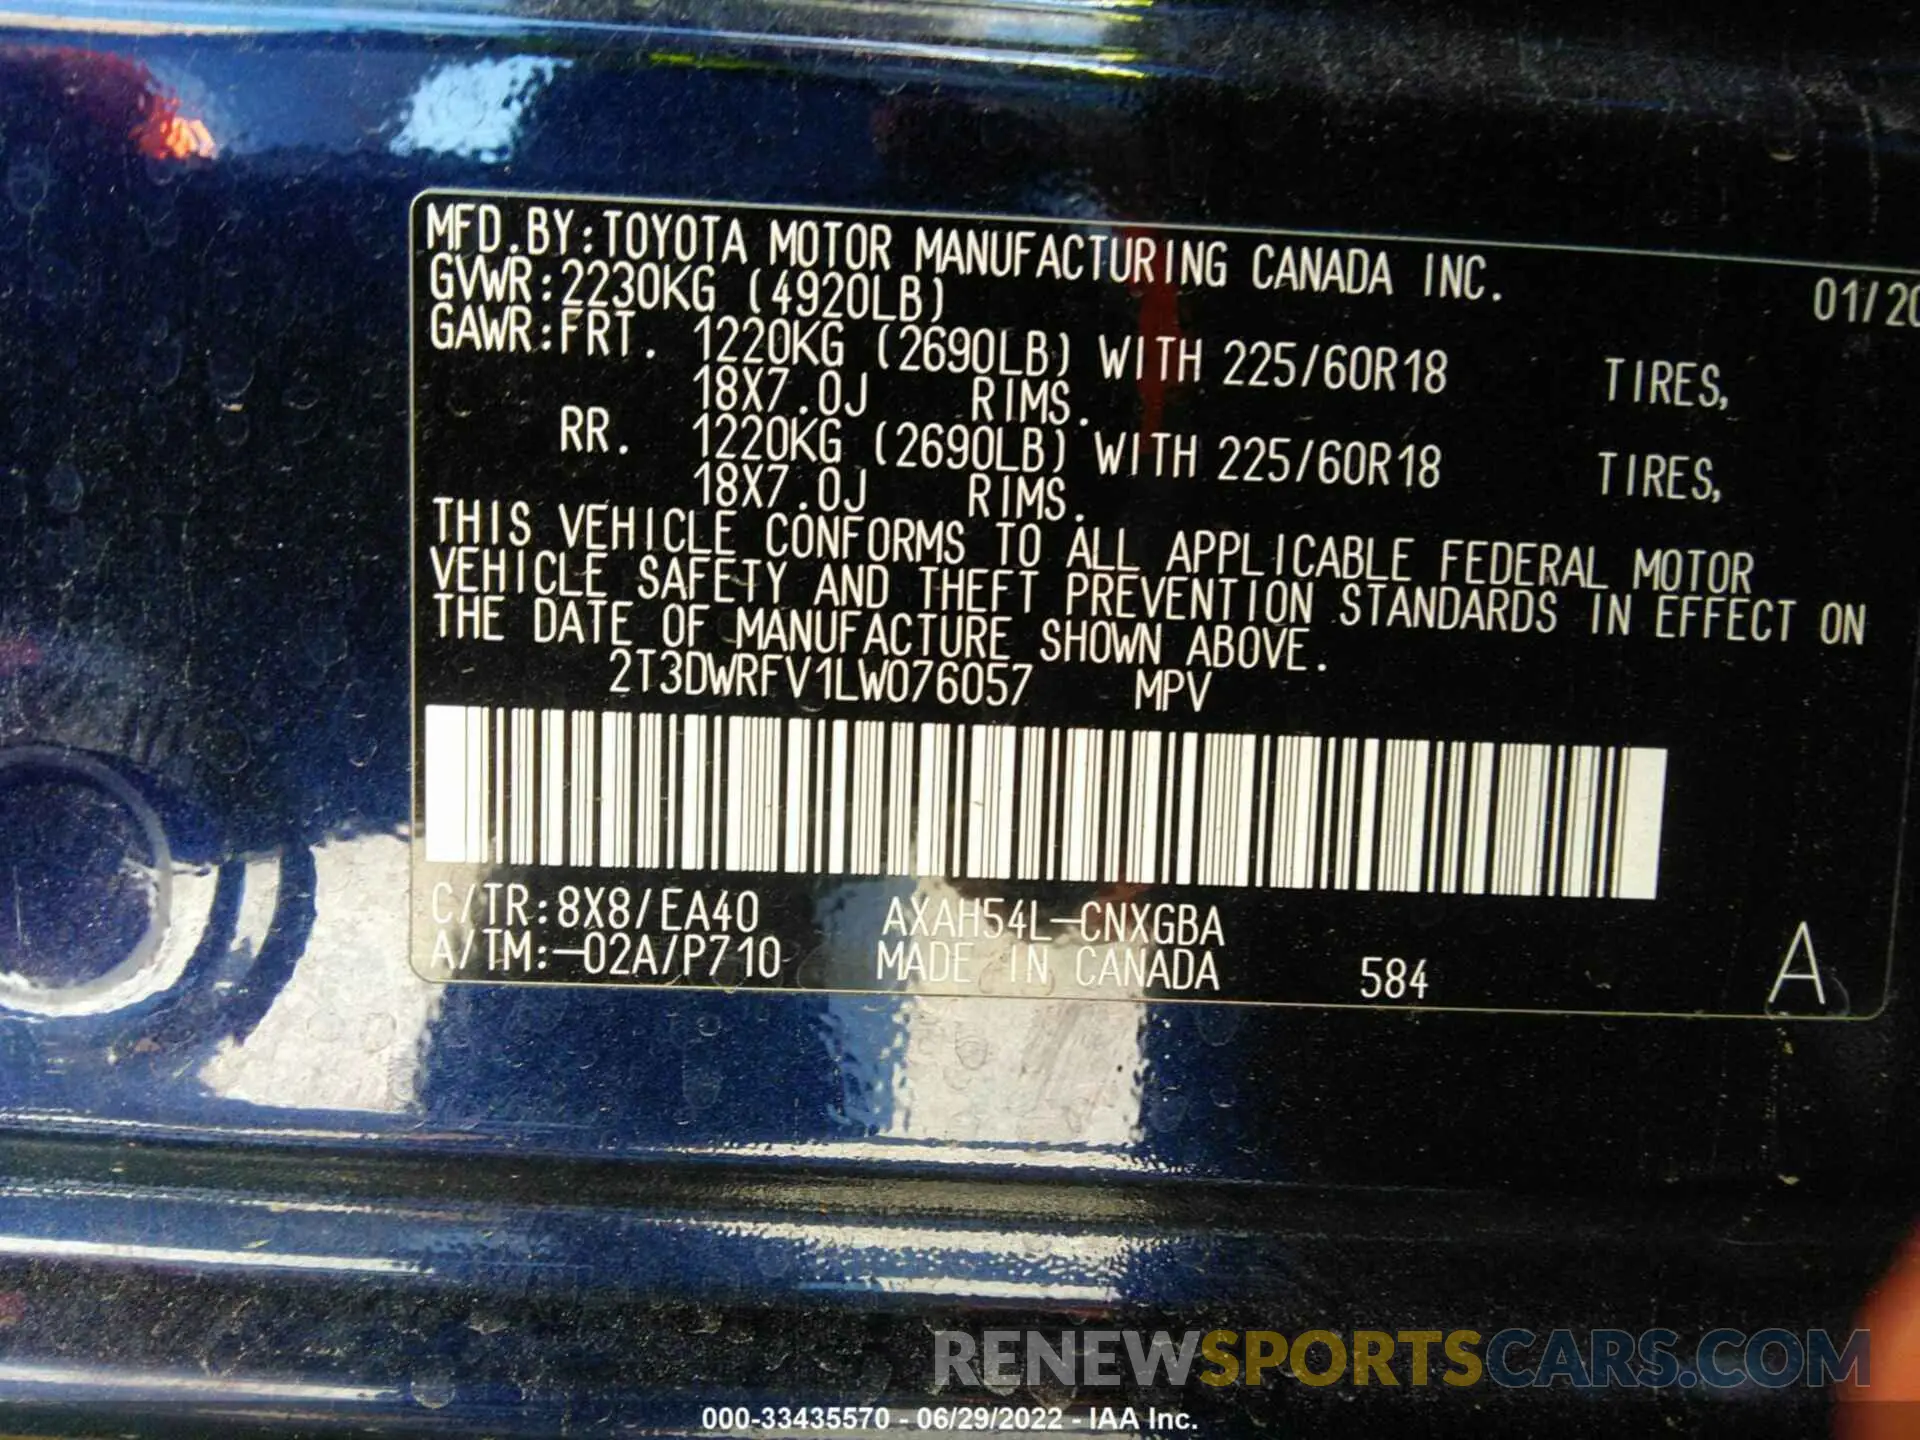 MFD.BY:TOYOTA MOTOR MANUFACTURING CANADA INC. 01/20
GVWR:2230KG (4920LB)
GAWR:FRT. 1220KG (2690LB) WITH 225/60R18 TIRES,
18X7.0J RIMS.
RR. 1220KG (2690LB) WITH 225/60R18 TIRES,
18X7.0J RIMS.
THIS VEHICLE CONFORMS TO ALL APPLICABLE FEDERAL MOTOR
VEHICLE SAFETY AND THEFT PREVENTION STANDARDS IN EFFECT ON
THE DATE OF MANUFACTURE SHOWN ABOVE.
2T3DWRFV1LW076057 MPV
C/TR:8X8/EA40 AXAH54L-CNXGBA
A/TM:-02A/P710 MADE IN CANADA 584 A
RENEWSPORTSCARS.COM
000-33435570 - 06/29/2022 - IAA Inc.